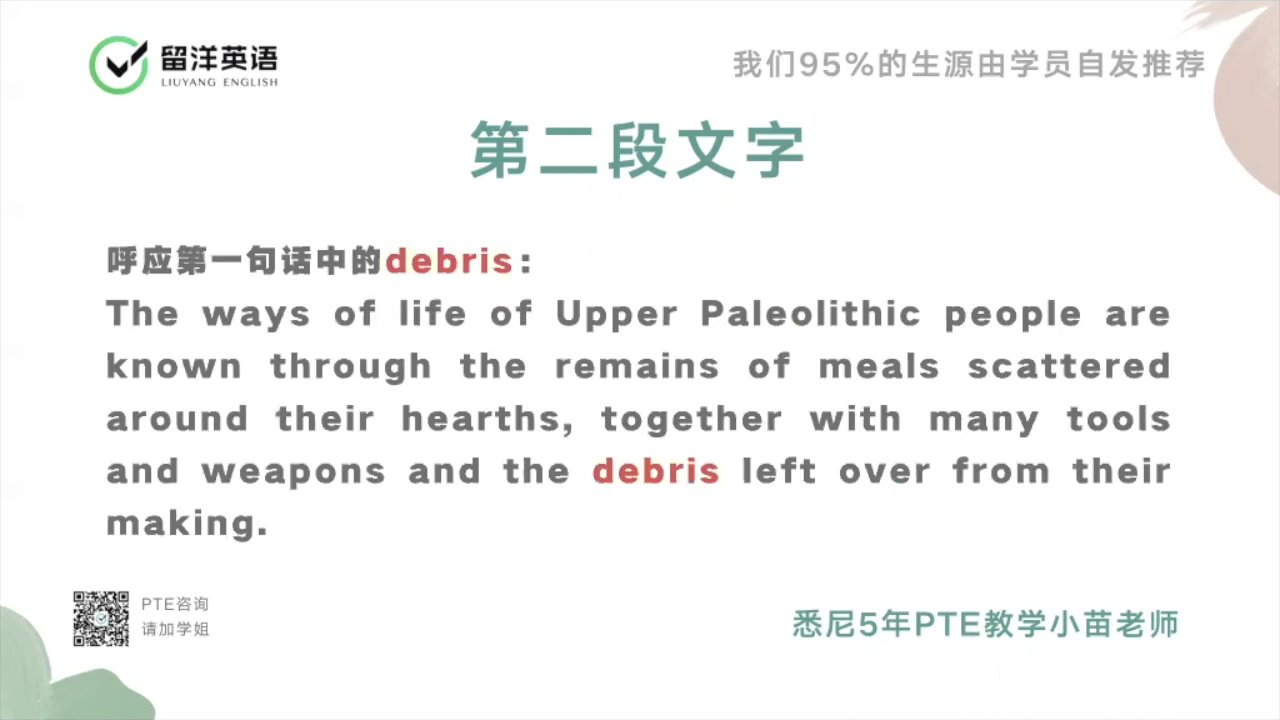 留洋英语
LIUYANG ENGLISH
我们95%的生源由学员自发推荐
第二段文字
呼应第一句话中的debris：
The ways of life of Upper Paleolithic people are
known through the remains of meals scattered
around their hearths, together with many tools
and weapons and the debris left over from their
making.
PTE咨询
请加学姐
悉尼5年PTE教学小苗老师